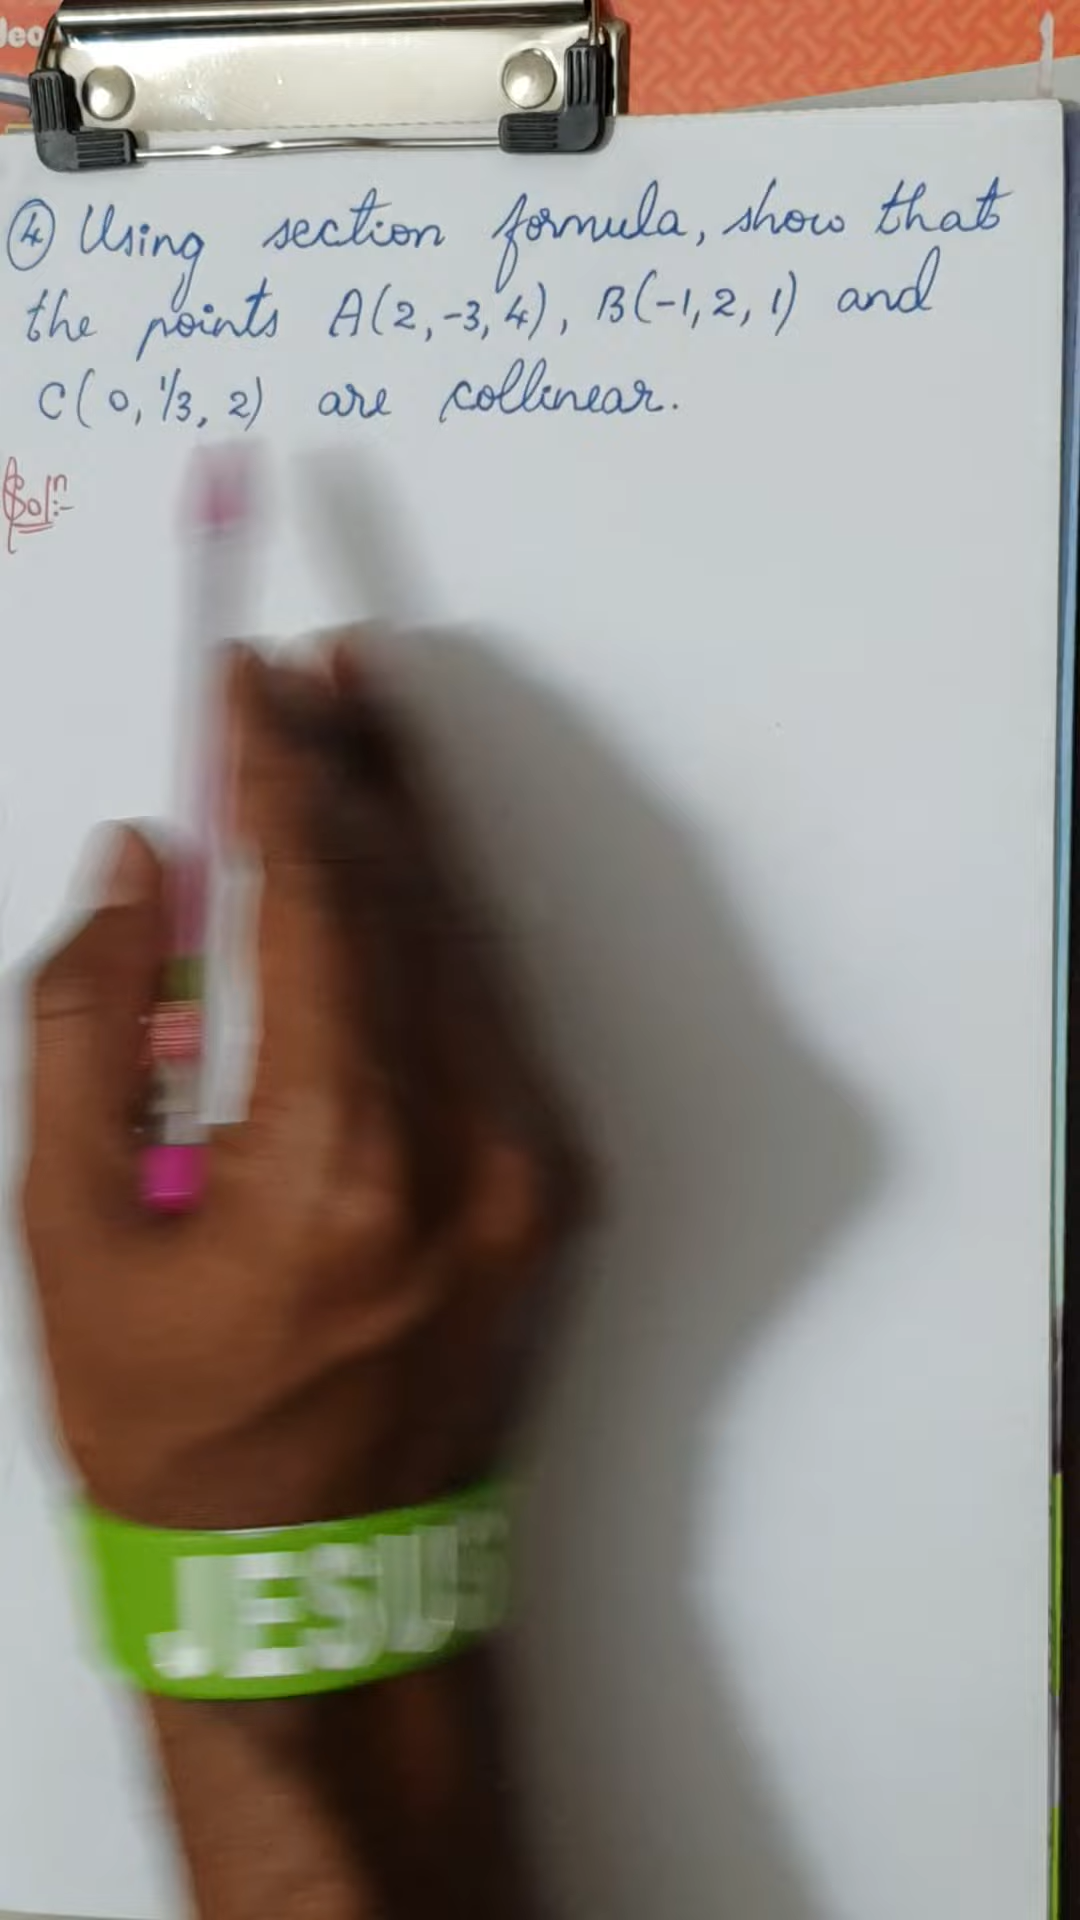 ④ Using section formula, show that
the points A(2,-3,4), B(-1,2,1) and
C(0,1/3,2) are collinear.
Solⁿ:-
JESUS